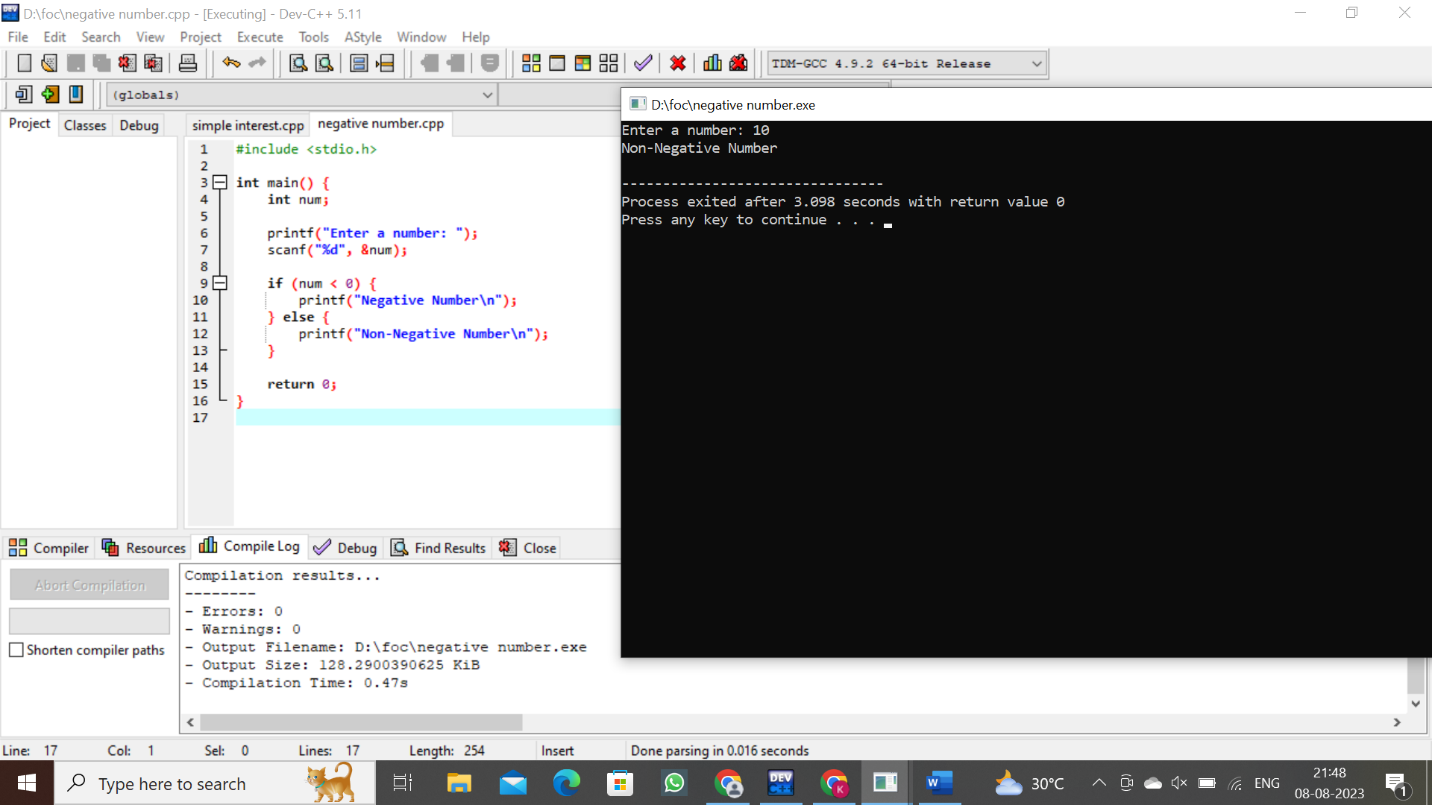 D:\foc\negative number.cpp - [Executing] - Dev-C++ 5.11
File Edit Search View Project Execute Tools AStyle Window Help
TDM-GCC 4.9.2 64-bit Release
(globals)
Project Classes Debug
simple interest.cpp negative number.cpp
1 #include <stdio.h>
2
3 int main() {
4 int num;
5
6 printf("Enter a number: ");
7 scanf("%d", &num);
8
9 if (num < 0) {
10 printf("Negative Number\n");
11 } else {
12 printf("Non-Negative Number\n");
13 }
14
15 return 0;
16 }
17
D:\foc\negative number.exe
Enter a number: 10
Non-Negative Number
--------------------------------
Process exited after 3.098 seconds with return value 0
Press any key to continue . . .
Compiler Resources Compile Log Debug Find Results Close
Abort Compilation
Shorten compiler paths
Compilation results...
--------
- Errors: 0
- Warnings: 0
- Output Filename: D:\foc\negative number.exe
- Output Size: 128.2900390625 KiB
- Compilation Time: 0.47s
Line: 17 Col: 1 Sel: 0 Lines: 17 Length: 254 Insert Done parsing in 0.016 seconds
Type here to search
DEV C++
K
W
30°C
ENG
21:48
08-08-2023
1